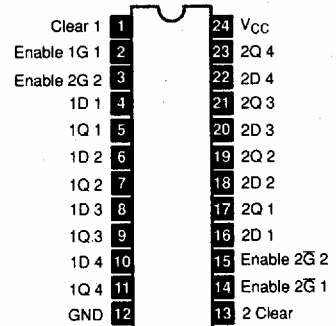 Clear 1 1 24 VCC
Enable 1G 1 2 23 2Q 4
Enable 2G 2 3 22 2D 4
1D 1 4 21 2Q 3
1Q 1 5 20 2D 3
1D 2 6 19 2Q 2
1Q 2 7 18 2D 2
1D 3 8 17 2Q 1
1Q.3 9 16 2D 1
1D 4 10 15 Enable 2G̅ 2
1Q 4 11 14 Enable 2G̅ 1
GND 12 13 2 Clear